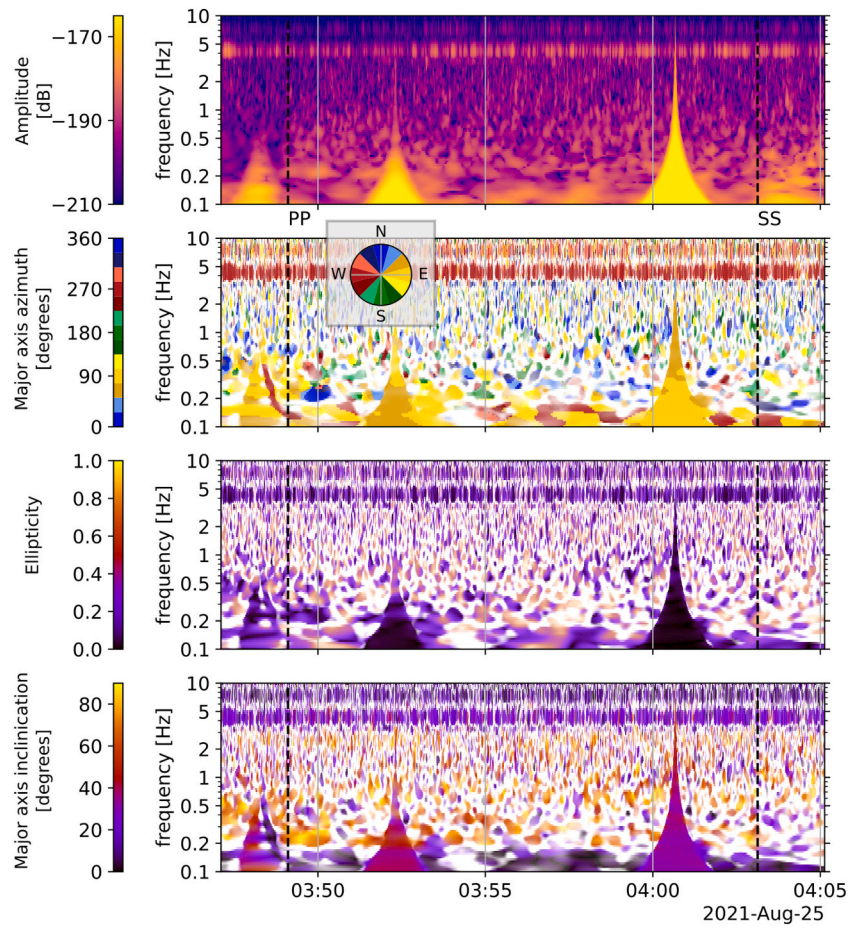 −170
−190
−210
Amplitude
[dB]
10
5
2
1
0.5
0.2
0.1
frequency [Hz]
PP
SS
N
W
E
S
360
270
180
90
0
Major axis azimuth
[degrees]
10
5
2
1
0.5
0.2
0.1
frequency [Hz]
1.0
0.8
0.6
0.4
0.2
0.0
Ellipticity
10
5
2
1
0.5
0.2
0.1
frequency [Hz]
80
60
40
20
0
Major axis inclinication
[degrees]
10
5
2
1
0.5
0.2
0.1
frequency [Hz]
03:50
03:55
04:00
04:05
2021-Aug-25